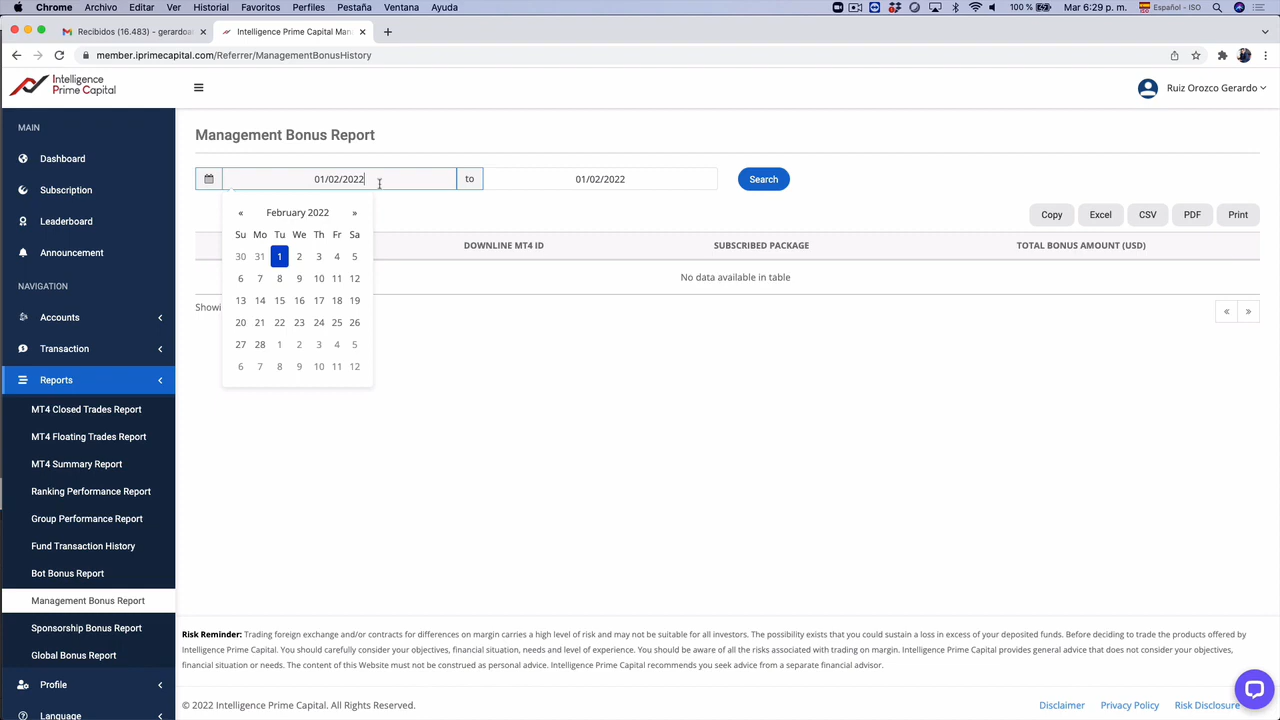 Chrome Archivo Editar Ver Historial Favoritos Perfiles Pestaña Ventana Ayuda 100 % Mar 6:29 p. m. Español - ISO
Recibidos (16.483) - gerardoa
Intelligence Prime Capital Man
member.iprimecapital.com/Referrer/ManagementBonusHistory
Intelligence
Prime Capital
Ruiz Orozco Gerardo
MAIN
Dashboard
Subscription
Leaderboard
Announcement
NAVIGATION
Accounts
Transaction
Reports
MT4 Closed Trades Report
MT4 Floating Trades Report
MT4 Summary Report
Ranking Performance Report
Group Performance Report
Fund Transaction History
Bot Bonus Report
Management Bonus Report
Sponsorship Bonus Report
Global Bonus Report
Profile
Language
Management Bonus Report
01/02/2022 to 01/02/2022 Search
Copy Excel CSV PDF Print
DOWNLINE MT4 ID SUBSCRIBED PACKAGE TOTAL BONUS AMOUNT (USD)
No data available in table
Showi
« »
« February 2022 »
Su Mo Tu We Th Fr Sa
30 31 1 2 3 4 5
6 7 8 9 10 11 12
13 14 15 16 17 18 19
20 21 22 23 24 25 26
27 28 1 2 3 4 5
6 7 8 9 10 11 12
Risk Reminder: Trading foreign exchange and/or contracts for differences on margin carries a high level of risk and may not be suitable for all investors. The possibility exists that you could sustain a loss in excess of your deposited funds. Before deciding to trade the products offered by
Intelligence Prime Capital. You should carefully consider your objectives, financial situation, needs and level of experience. You should be aware of all the risks associated with trading on margin. Intelligence Prime Capital provides general advice that does not consider your objectives,
financial situation or needs. The content of this Website must not be construed as personal advice. Intelligence Prime Capital recommends you seek advice from a separate financial advisor.
© 2022 Intelligence Prime Capital. All Rights Reserved.
Disclaimer Privacy Policy Risk Disclosure